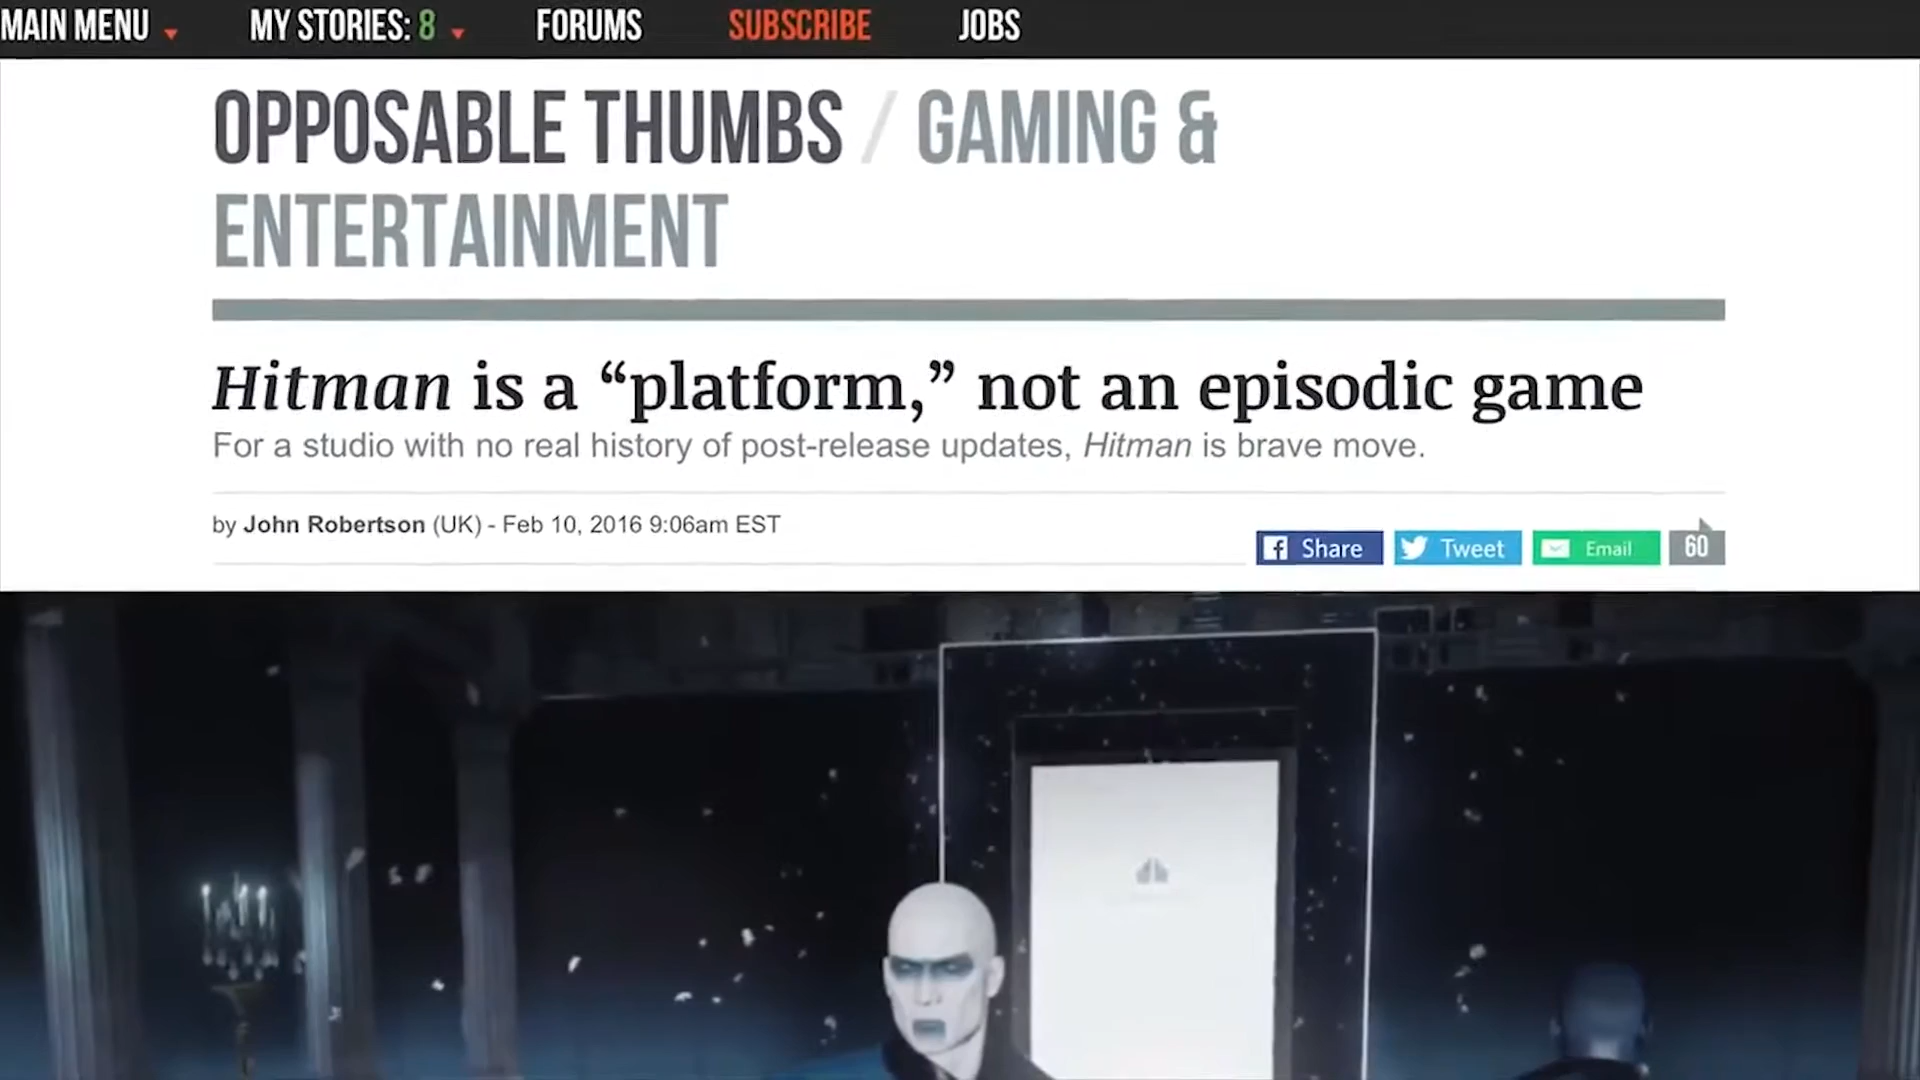 MAIN MENU MY STORIES: 8 FORUMS SUBSCRIBE JOBS
OPPOSABLE THUMBS / GAMING &
ENTERTAINMENT
Hitman is a “platform,” not an episodic game
For a studio with no real history of post-release updates, Hitman is brave move.
by John Robertson (UK) - Feb 10, 2016 9:06am EST
Share Tweet Email 60